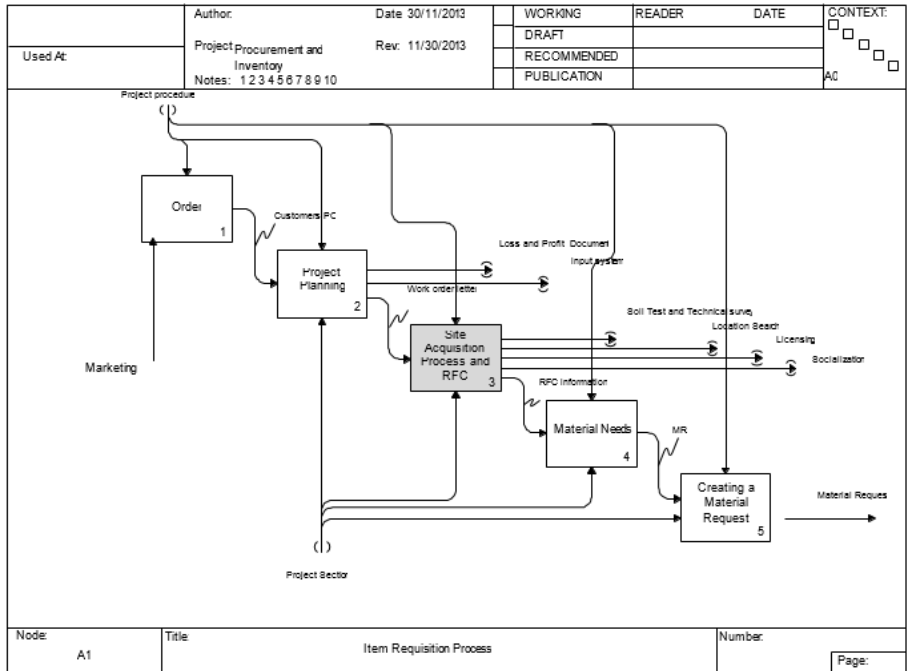 Used At:
Author:
Date: 30/11/2013
Project: Procurement and
Inventory
Rev: 11/30/2013
Notes: 1 2 3 4 5 6 7 8 9 10
WORKING
DRAFT
RECOMMENDED
PUBLICATION
READER
DATE
CONTEXT:
A0
Project procedure
Order
1
Customers PC
Project
Planning
2
Loss and Profit Document
Input system
Work order letter
Soil Test and Technical survey
Location Search
Licensing
Socialization
Site
Acquisition
Process and
RFC
3
Marketing
RFC Information
Material Needs
4
MR
Creating a
Material
Request
5
Material Reques
Project Section
Node:
A1
Title:
Item Requisition Process
Number:
Page: